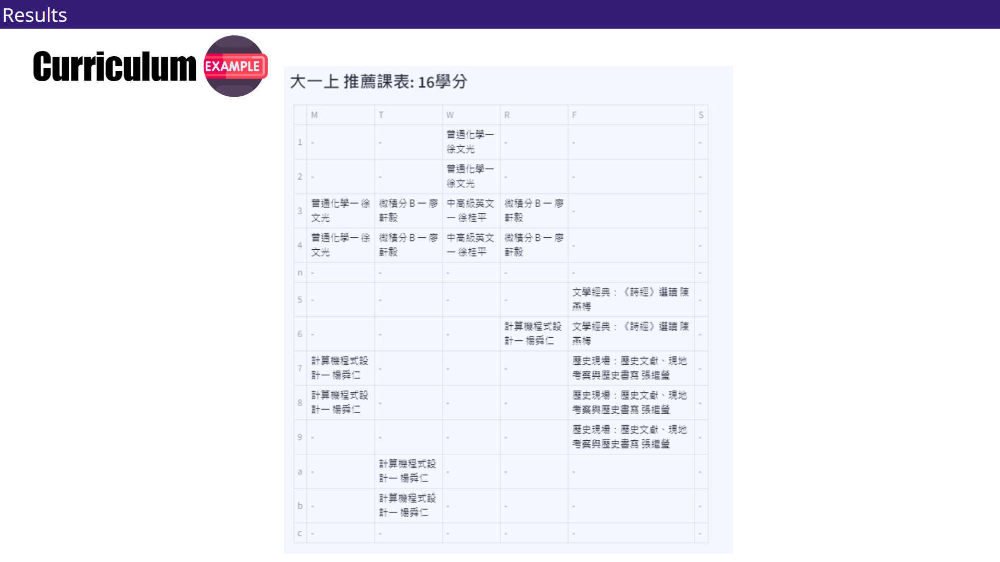 Results
Curriculum
EXAMPLE
大一上 推薦課表: 16學分
M T W R F S
1 - - 普通化學一 - - -
徐文光
2 - - 普通化學一 - - -
徐文光
3 普通化學一 徐 微積分 B 一 廖 中高級英文 微積分 B 一 廖 - -
文光 軒毅 一 徐桂平 軒毅
4 普通化學一 徐 微積分 B 一 廖 中高級英文 微積分 B 一 廖 - -
文光 軒毅 一 徐桂平 軒毅
n - - - - - -
5 - - - - 文學經典：《詩經》選讀 陳 -
燕梅
6 - - - 計算機程式設 文學經典：《詩經》選讀 陳 -
計一 楊舜仁 燕梅
7 計算機程式設 - - - 歷史現場：歷史文獻、現地 -
計一 楊舜仁 考察與歷史書寫 張繼瑩
8 計算機程式設 - - - 歷史現場：歷史文獻、現地 -
計一 楊舜仁 考察與歷史書寫 張繼瑩
9 - - - - 歷史現場：歷史文獻、現地 -
考察與歷史書寫 張繼瑩
a - 計算機程式設 - - - -
計一 楊舜仁
b - 計算機程式設 - - - -
計一 楊舜仁
c - - - - - -